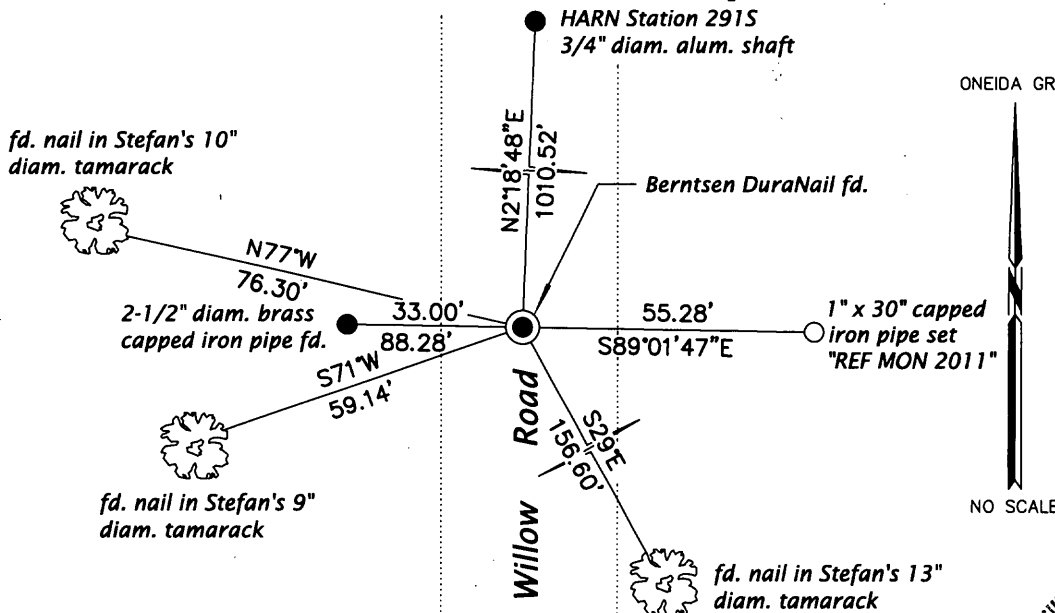 HARN Station 291S
3/4" diam. alum. shaft
ONEIDA GR
fd. nail in Stefan's 10"
diam. tamarack
N2°18'48"E
1010.52'
Berntsen DuraNail fd.
N77°W
76.30'
2-1/2" diam. brass
capped iron pipe fd.
33.00'
88.28'
55.28'
S89°01'47"E
1" x 30" capped
iron pipe set
"REF MON 2011"
S71°W
59.14'
S29°E
156.60'
Willow Road
fd. nail in Stefan's 9"
diam. tamarack
NO SCALE
fd. nail in Stefan's 13"
diam. tamarack